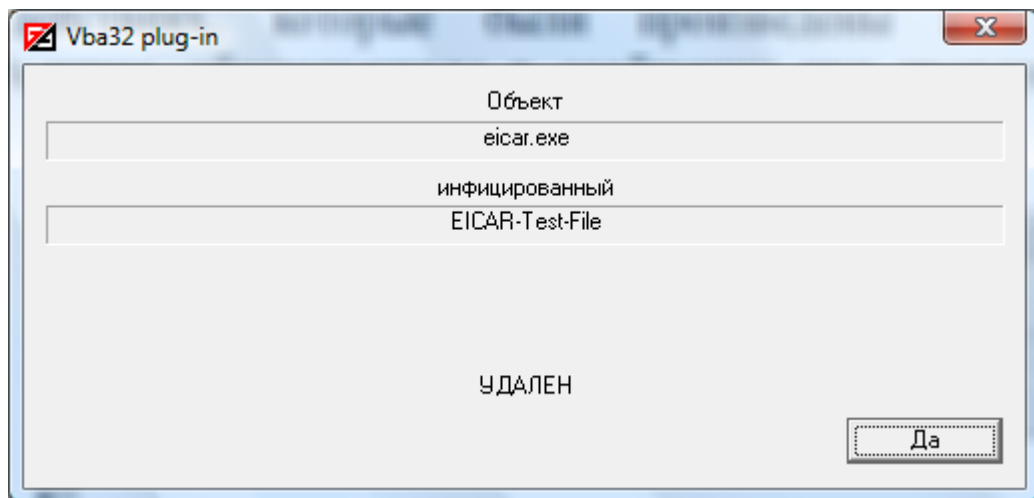 Vba32 plug-in
Объект
eicar.exe
инфицированный
EICAR-Test-File
УДАЛЕН
Да